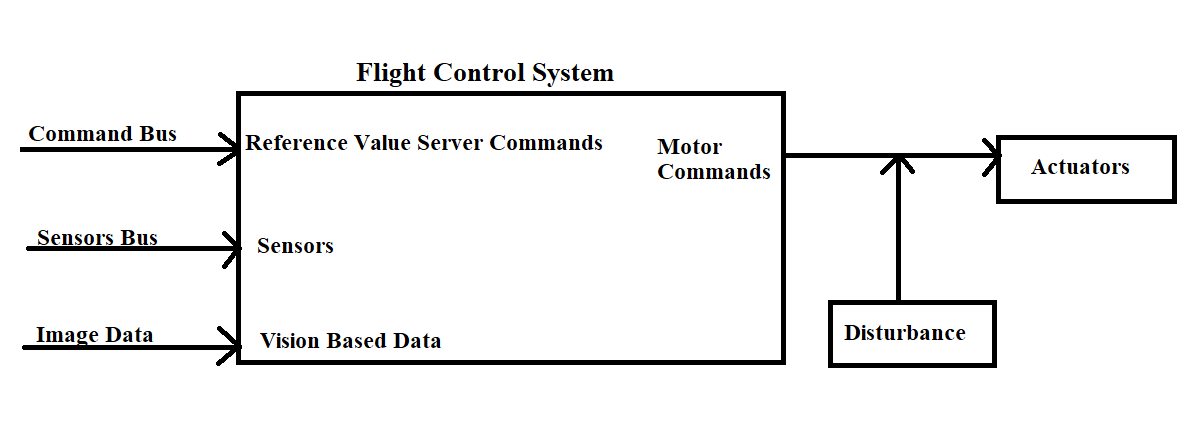 Flight Control System
Command Bus
Reference Value Server Commands
Motor
Commands
Actuators
Sensors Bus
Sensors
Image Data
Vision Based Data
Disturbance